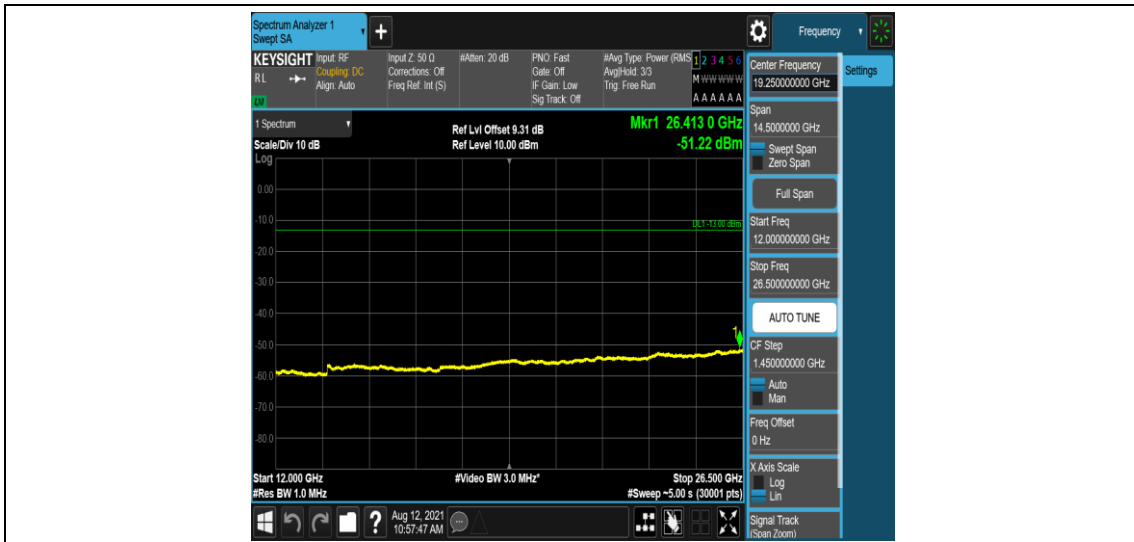 Spectrum Analyzer 1
Swept SA
+
Frequency
KEYSIGHT
RL
LM
Input: RF
Coupling: DC
Align: Auto
Input Z: 50 Ω
Corrections: Off
Freq Ref: Int (S)
#Atten: 20 dB
PNO: Fast
Gate: Off
IF Gain: Low
Sig Track: Off
#Avg Type: Power (RMS
Avg|Hold: 3/3
Trig: Free Run
1 2 3 4 5 6
M W W W W W
A A A A A A
1 Spectrum
Scale/Div 10 dB
Ref Lvl Offset 9.31 dB
Ref Level 10.00 dBm
Mkr1 26.413 0 GHz
-51.22 dBm
Log
0.00
-10.0
DL1 -13.00 dBm
-20.0
-30.0
-40.0
1
-50.0
-60.0
-70.0
-80.0
Start 12.000 GHz
#Video BW 3.0 MHz*
Stop 26.500 GHz
#Res BW 1.0 MHz
#Sweep ~5.00 s (30001 pts)
?
Aug 12, 2021
10:57:47 AM
Center Frequency
19.250000000 GHz
Settings
Span
14.5000000 GHz
Swept Span
Zero Span
Full Span
Start Freq
12.000000000 GHz
Stop Freq
26.500000000 GHz
AUTO TUNE
CF Step
1.450000000 GHz
Auto
Man
Freq Offset
0 Hz
X Axis Scale
Log
Lin
Signal Track
(Span Zoom)